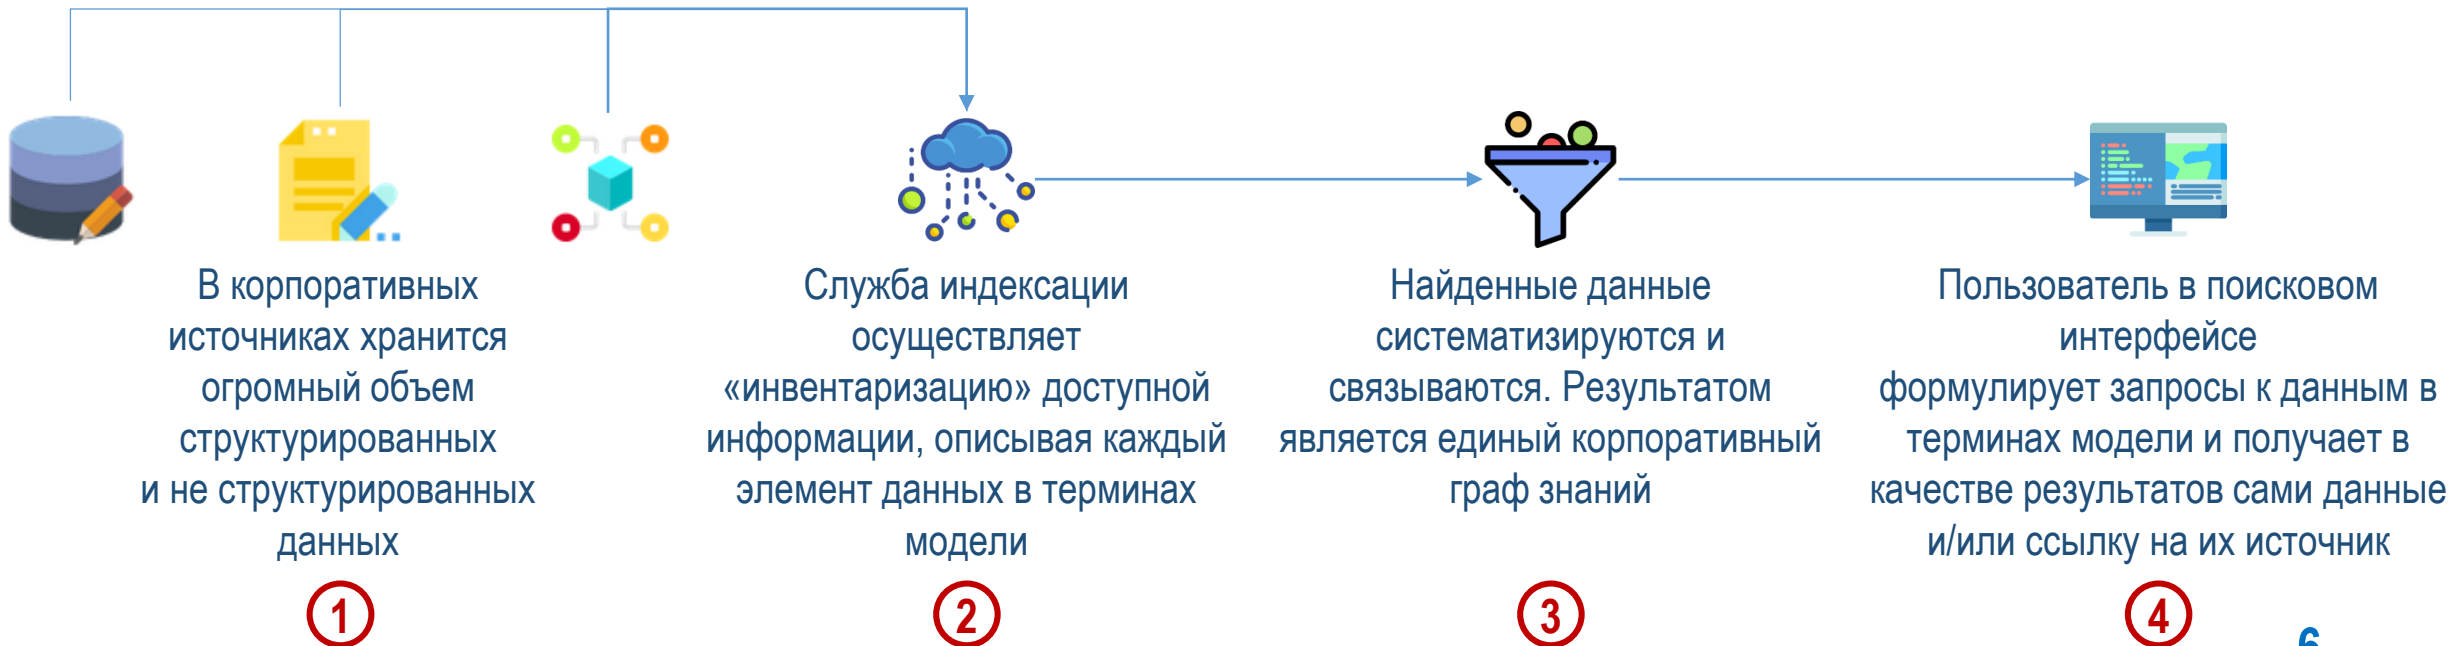 В корпоративных
источниках хранится
огромный объем
структурированных
и не структурированных
данных
1
Служба индексации
осуществляет
«инвентаризацию» доступной
информации, описывая каждый
элемент данных в терминах
модели
2
Найденные данные
систематизируются и
связываются. Результатом
является единый корпоративный
граф знаний
3
Пользователь в поисковом
интерфейсе
формулирует запросы к данным в
терминах модели и получает в
качестве результатов сами данные
и/или ссылку на их источник
4
6